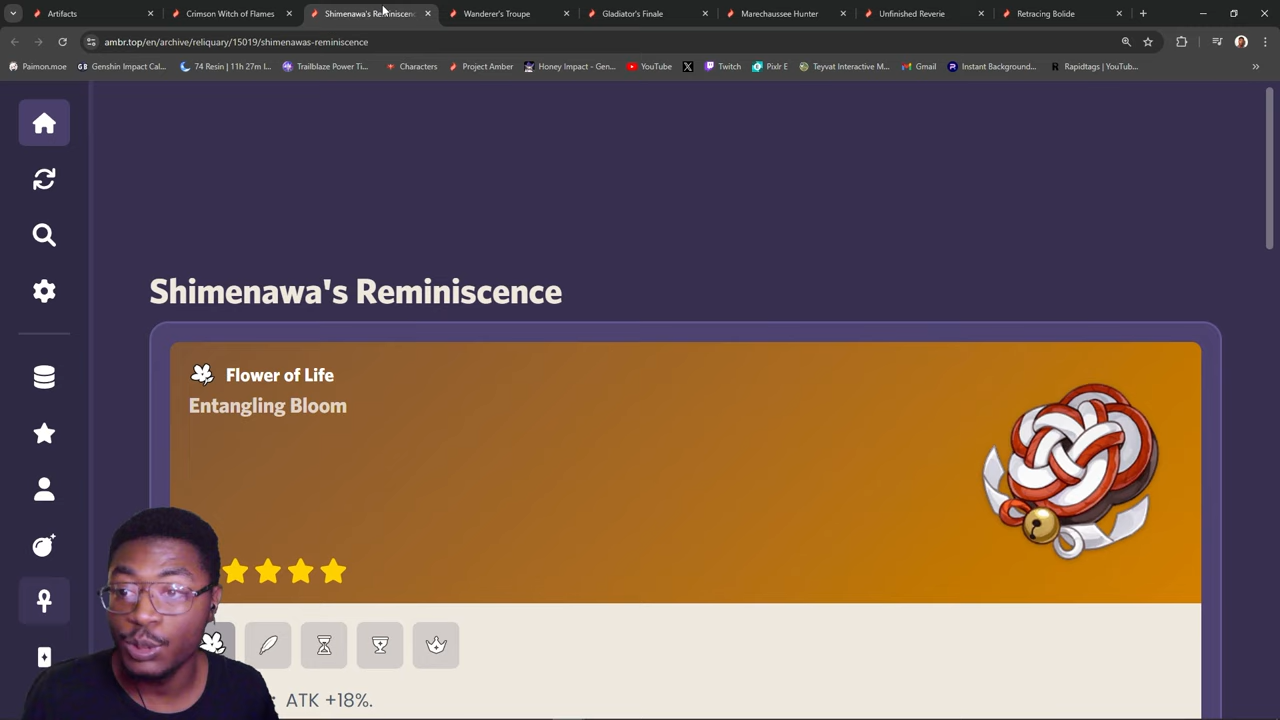 Artifacts
Crimson Witch of Flames
Shimenawa's Reminiscenc
Wanderer's Troupe
Gladiator's Finale
Marechaussee Hunter
Unfinished Reverie
Retracing Bolide
ambr.top/en/archive/reliquary/15019/shimenawas-reminiscence
Paimon.moe
Genshin Impact Cal...
74 Resin | 11h 27m l...
Trailblaze Power Ti...
Characters
Project Amber
Honey Impact - Gen...
YouTube
Twitch
Pixlr E
Teyvat Interactive M...
Gmail
Instant Background...
Rapidtags | YouTub...
Shimenawa's Reminiscence
Flower of Life
Entangling Bloom
: ATK +18%.